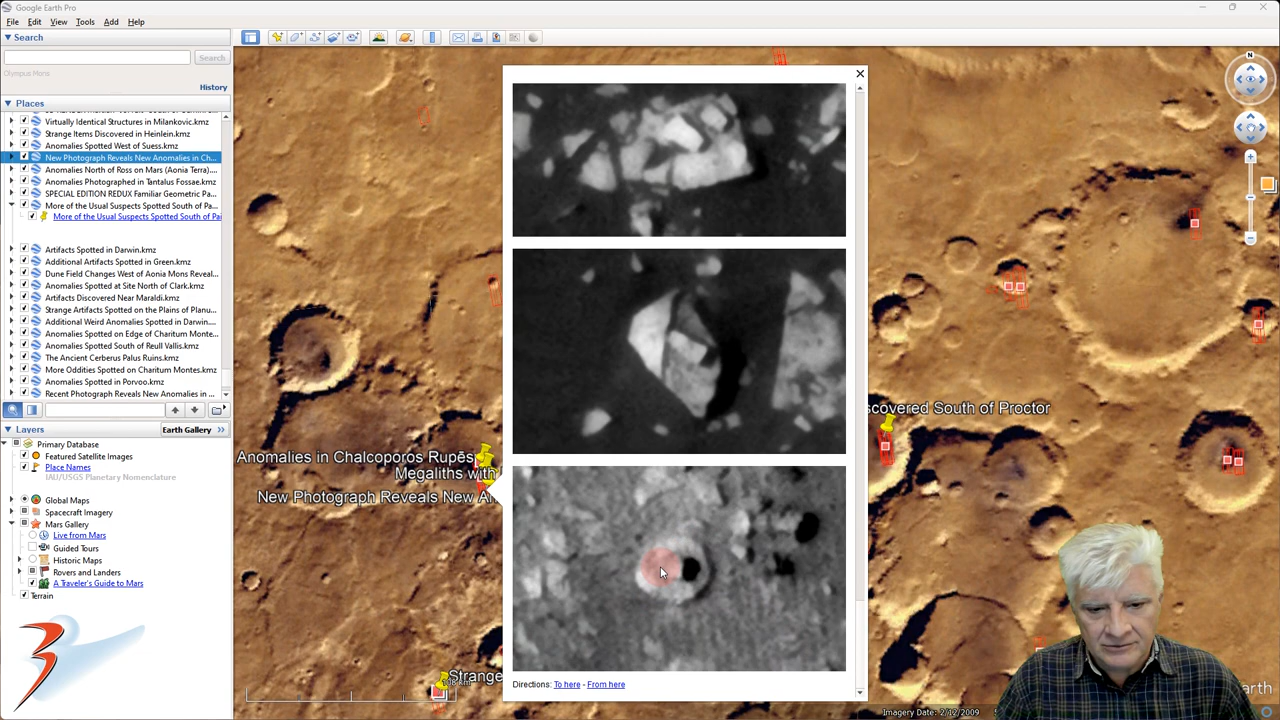 Google Earth Pro
File Edit View Tools Add Help
Search
Search
Olympus Mons
History
Places
Virtually Identical Structures in Milankovic.kmz
Strange Items Discovered in Heinlein.kmz
Anomalies Spotted West of Suess.kmz
New Photograph Reveals New Anomalies in Ch...
Anomalies North of Ross on Mars (Aonia Terra)....
Anomalies Photographed in Tantalus Fossae.kmz
SPECIAL EDITION REDUX Familiar Geometric Pa...
More of the Usual Suspects Spotted South of Pa...
More of the Usual Suspects Spotted South of Pai
Artifacts Spotted in Darwin.kmz
Additional Artifacts Spotted in Green.kmz
Dune Field Changes West of Aonia Mons Reveal...
Anomalies Spotted at Site North of Clark.kmz
Artifacts Discovered Near Maraldi.kmz
Strange Artifacts Spotted on the Plains of Planu...
Additional Weird Anomalies Spotted in Darwin....
Anomalies Spotted on Edge of Charitum Monte...
Anomalies Spotted South of Reull Vallis.kmz
The Ancient Cerberus Palus Ruins.kmz
More Oddities Spotted on Charitum Montes.kmz
Anomalies Spotted in Porvoo.kmz
Recent Photograph Reveals New Anomalies in ...
Layers
Earth Gallery >>
Primary Database
Featured Satellite Images
Place Names
IAU/USGS Planetary Nomenclature
Global Maps
Spacecraft Imagery
Mars Gallery
Live from Mars
Guided Tours
Historic Maps
Rovers and Landers
A Traveler's Guide to Mars
Terrain
Anomalies in Chalcoporos Rupes
Megaliths with
New Photograph Reveals New An
Strange
scovered South of Proctor
Directions: To here - From here
N
Imagery Date: 2/12/2009
arth